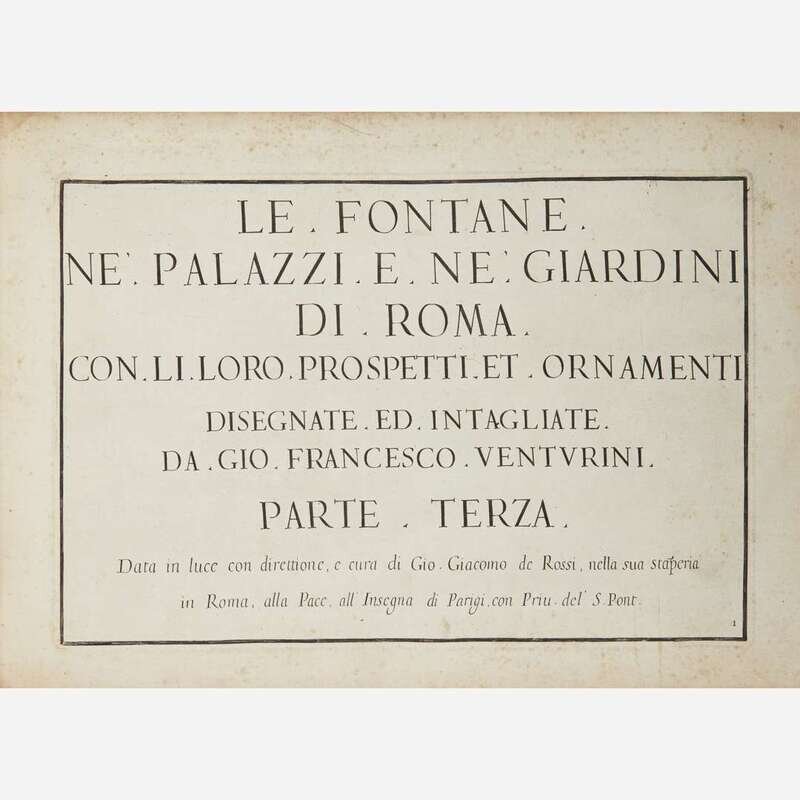 LE . FONTANE .
NE'. PALAZZI . E . NE'. GIARDINI
DI . ROMA .
CON . LI . LORO . PROSPETTI . ET . ORNAMENTI
DISEGNATE . ED . INTAGLIATE .
DA . GIO . FRANCESCO . VENTVRINI .
PARTE . TERZA .
Data in luce con direttione, e cura di Gio. Giacomo de Rossi, nella sua staperia
in Roma, alla Pace, all' Insegna di Parigi, con Priu. del' S. Pont.
1